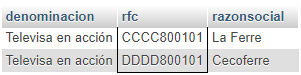 denominacion rfc razonsocial
Televisa en acción CCCC800101 La Ferre
Televisa en acción DDDD800101 Cecoferre